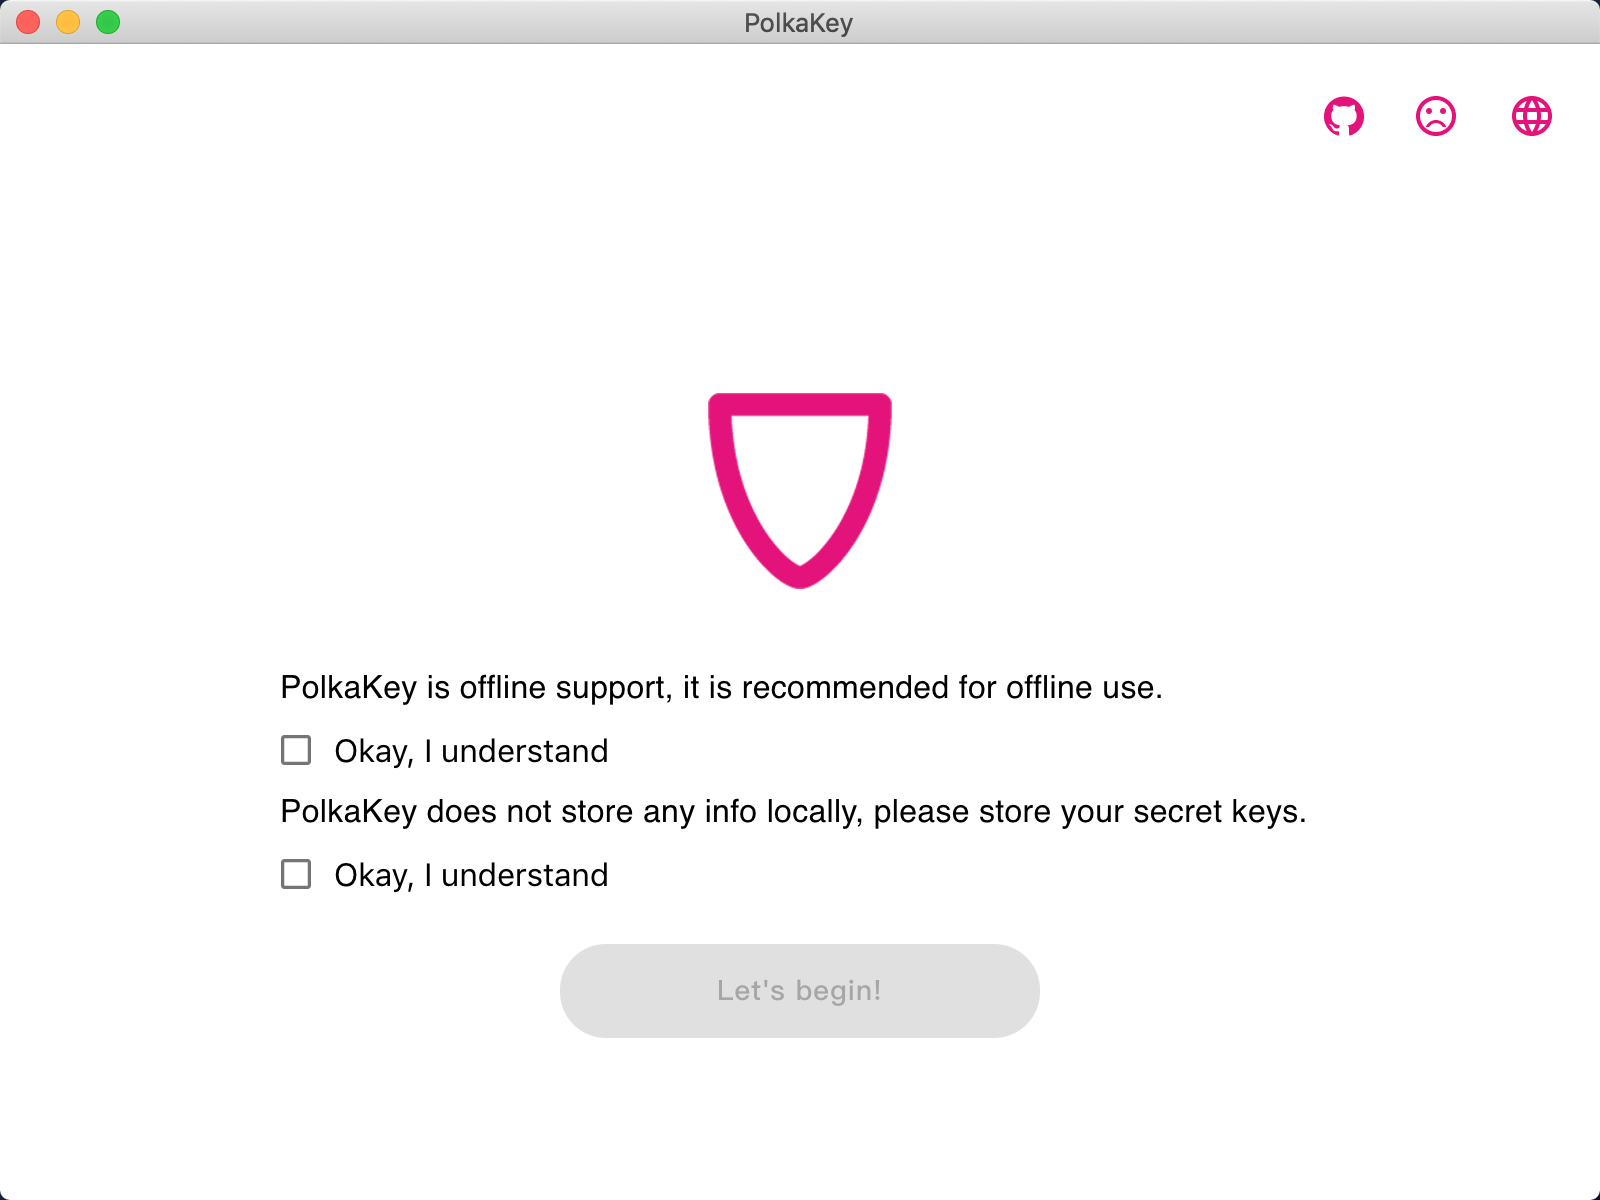 PolkaKey
PolkaKey is offline support, it is recommended for offline use.
Okay, I understand
PolkaKey does not store any info locally, please store your secret keys.
Okay, I understand
Let's begin!